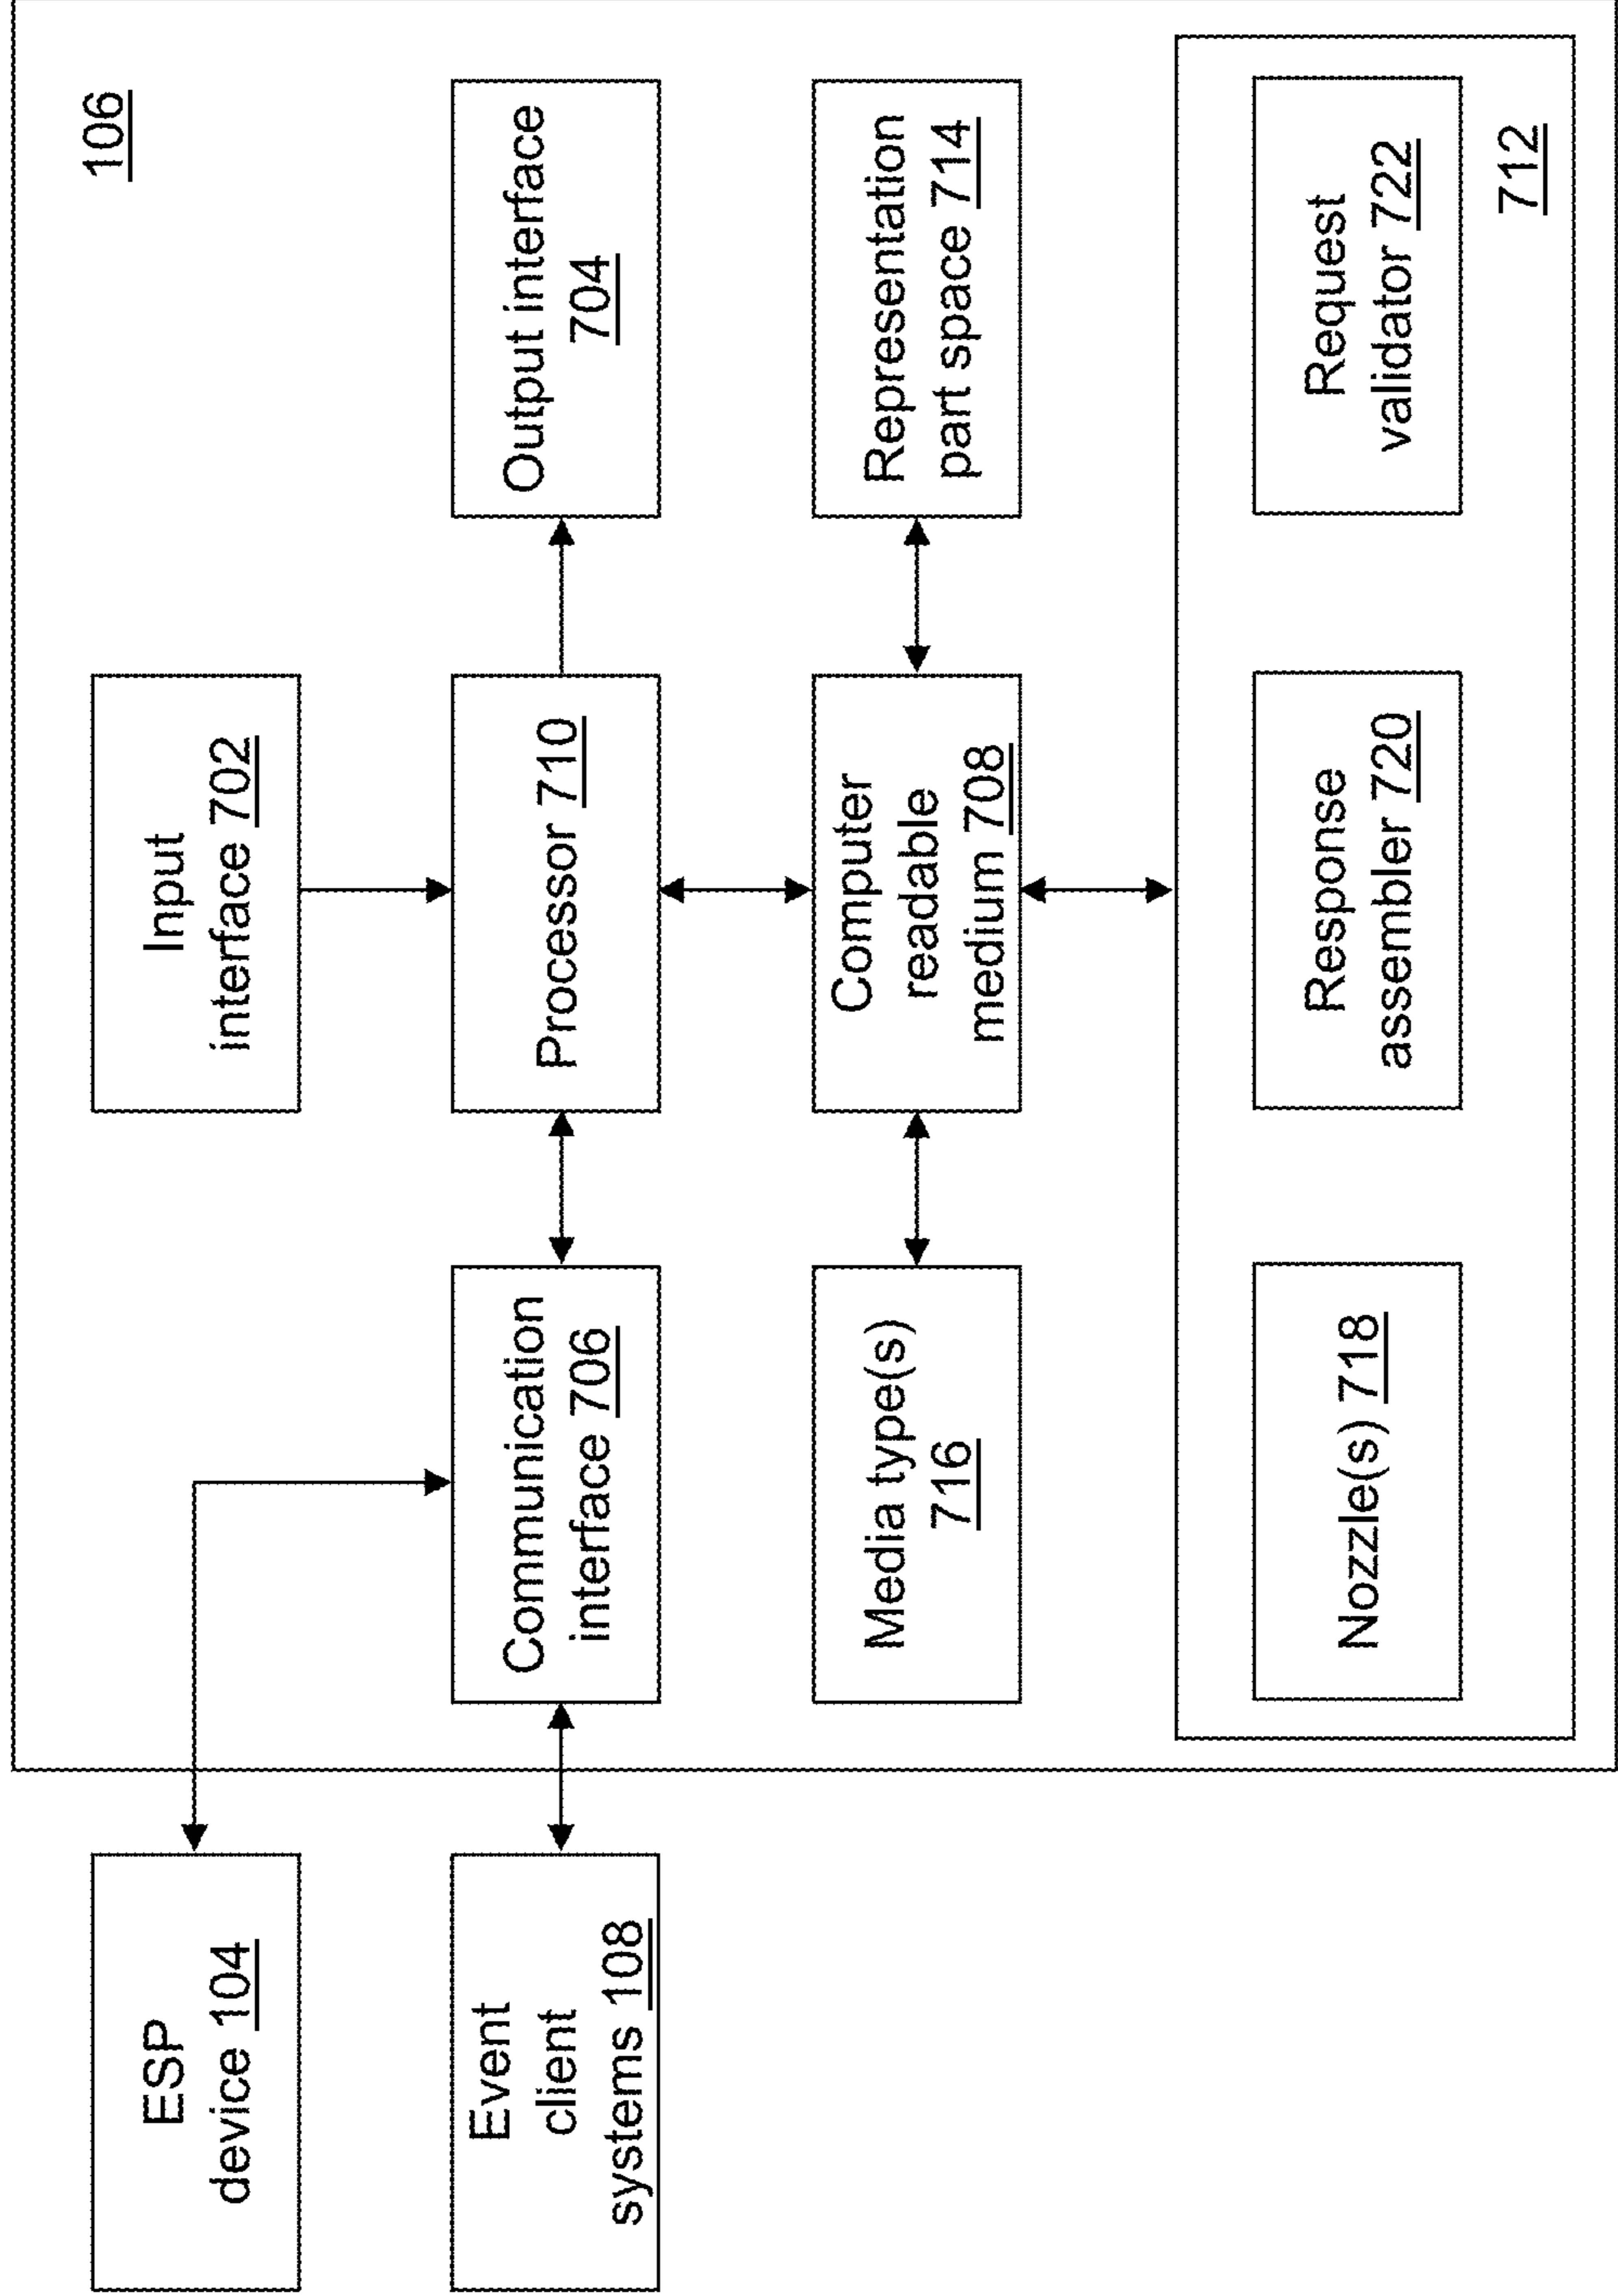 106
ESP
device 104
Input
interface 702
Event
client
systems 108
Communication
interface 706
Processor 710
Output interface
704
Media type(s)
716
Computer
readable
medium 708
Representation
part space 714
Nozzle(s) 718
Response
assembler 720
Request
validator 722
712